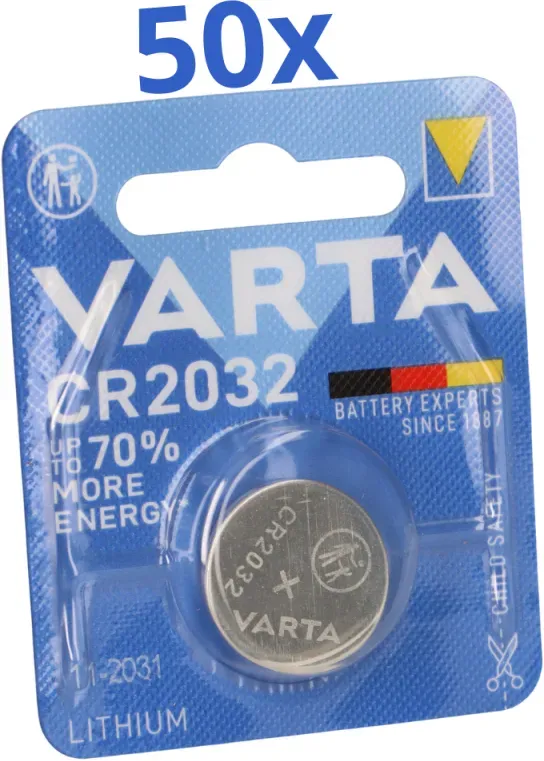 50x
VARTA
CR2032
UP TO 70%
MORE
ENERGY*
BATTERY EXPERTS
SINCE 1887
CHILD SAFETY
CR2032
+
VARTA
11-2031
LITHIUM